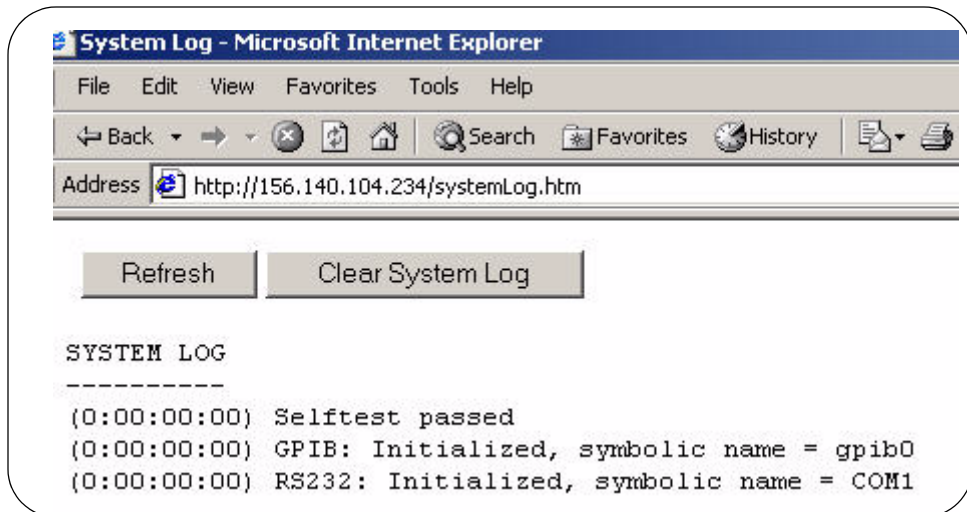 System Log - Microsoft Internet Explorer
File Edit View Favorites Tools Help
Back Search Favorites History
Address http://156.140.104.234/systemLog.htm
Refresh Clear System Log
SYSTEM LOG
----------
(0:00:00:00) Selftest passed
(0:00:00:00) GPIB: Initialized, symbolic name = gpib0
(0:00:00:00) RS232: Initialized, symbolic name = COM1